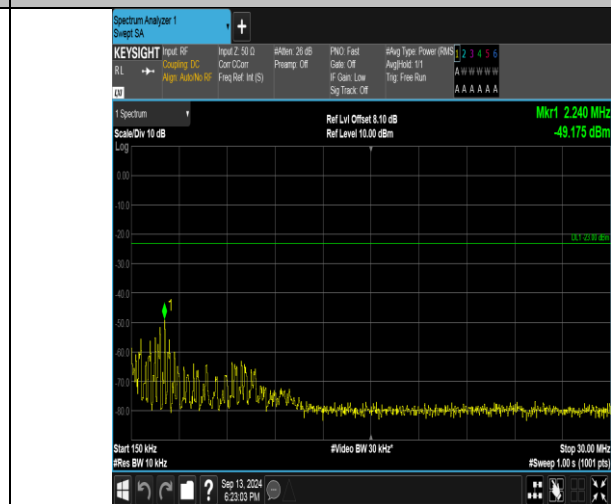 Spectrum Analyzer 1
Swept SA
+
KEYSIGHT Input: RF Input Z: 50 Ω #Atten: 26 dB PNO: Fast #Avg Type: Power (RMS 1 2 3 4 5 6
RL Coupling: DC Corr CCorr Preamp: Off Gate: Off Avg|Hold: 1/1 A W W W W W
Align: Auto/No RF Freq Ref: Int (S) IF Gain: Low Trig: Free Run
Sig Track: Off A A A A A A
LXI
1 Spectrum Ref Lvl Offset 8.10 dB Mkr1 2.240 MHz
Scale/Div 10 dB Ref Level 10.00 dBm -49.175 dBm
Log
0.00
-10.0
-20.0
DL1 -23.00 dBm
-30.0
-40.0
1
-50.0
-60.0
-70.0
-80.0
Start 150 kHz #Video BW 30 kHz* Stop 30.00 MHz
#Res BW 10 kHz #Sweep 1.00 s (1001 pts)
? Sep 13, 2024
6:23:03 PM